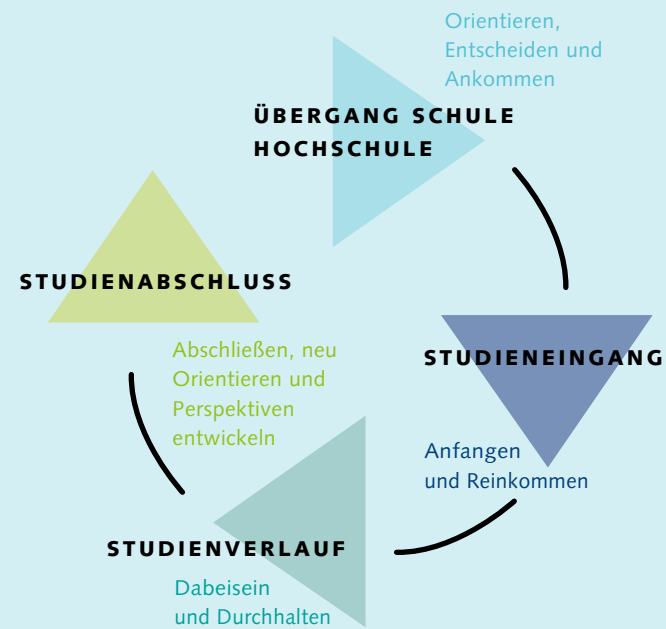 Orientieren,
Entscheiden und
Ankommen
ÜBERGANG SCHULE
HOCHSCHULE
STUDIENEINGANG
Anfangen
und Reinkommen
STUDIENVERLAUF
Dabeisein
und Durchhalten
STUDIENABSCHLUSS
Abschließen, neu
Orientieren und
Perspektiven
entwickeln